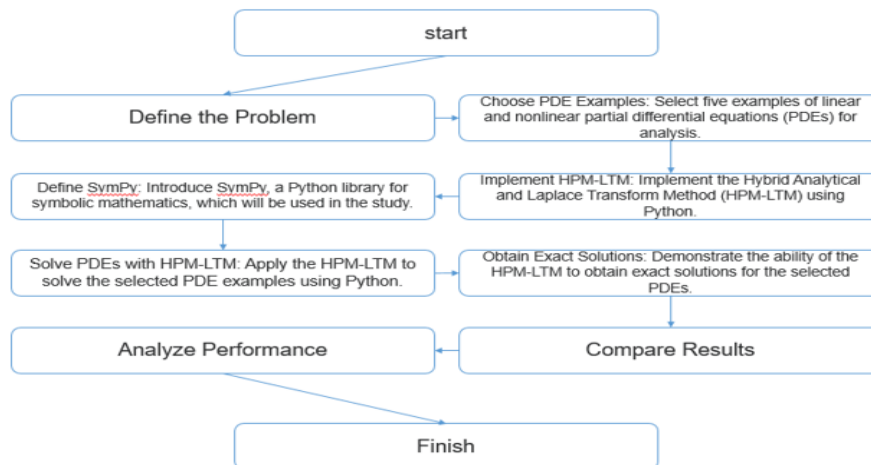 start
Define the Problem
Choose PDE Examples: Select five examples of linear
and nonlinear partial differential equations (PDEs) for
analysis.
Define SymPy: Introduce SymPy, a Python library for
symbolic mathematics, which will be used in the study.
Implement HPM-LTM: Implement the Hybrid Analytical
and Laplace Transform Method (HPM-LTM) using
Python.
Solve PDEs with HPM-LTM: Apply the HPM-LTM to
solve the selected PDE examples using Python.
Obtain Exact Solutions: Demonstrate the ability of the
HPM-LTM to obtain exact solutions for the selected
PDEs.
Analyze Performance
Compare Results
Finish